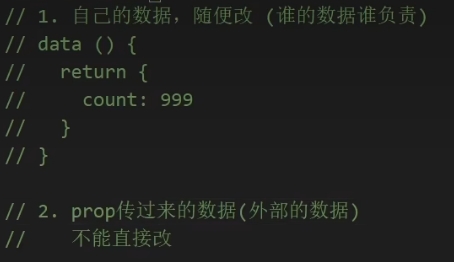 // 1. 自己的数据，随便改 (谁的数据谁负责)
// data () {
//   return {
//     count: 999
//   }
// }
// 2. prop传过来的数据(外部的数据)
//    不能直接改